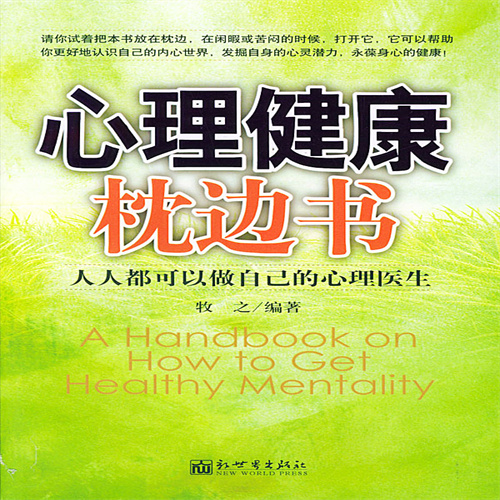 请你试着把本书放在枕边，在闲暇或苦闷的时候，打开它，它可以帮助
你更好地认识自己的内心世界，发掘自身的心灵潜力，永葆身心的健康！
心理健康
枕边书
人人都可以做自己的心理医生
牧 之/编著
A Handbook on
How to Get
Healthy Mentality
新世界出版社
NEW WORLD PRESS